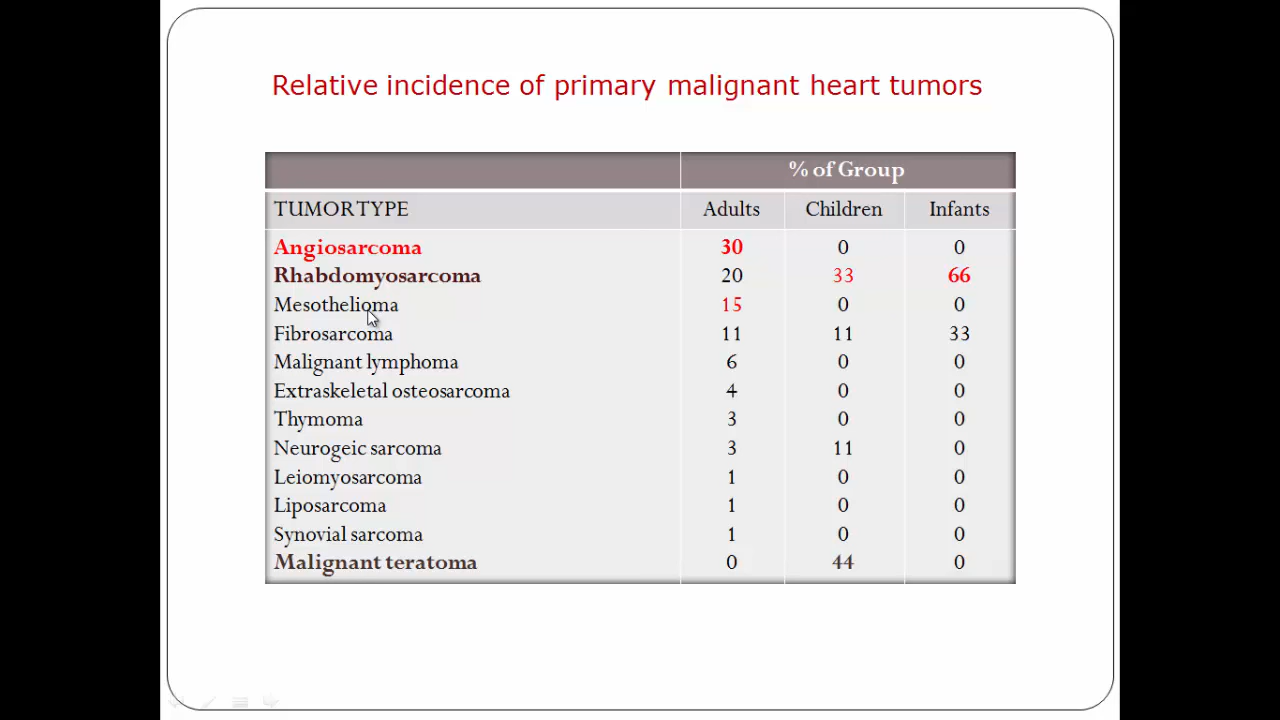 Relative incidence of primary malignant heart tumors
% of Group
TUMOR TYPE Adults Children Infants
Angiosarcoma 30 0 0
Rhabdomyosarcoma 20 33 66
Mesothelioma 15 0 0
Fibrosarcoma 11 11 33
Malignant lymphoma 6 0 0
Extraskeletal osteosarcoma 4 0 0
Thymoma 3 0 0
Neurogeic sarcoma 3 11 0
Leiomyosarcoma 1 0 0
Liposarcoma 1 0 0
Synovial sarcoma 1 0 0
Malignant teratoma 0 44 0